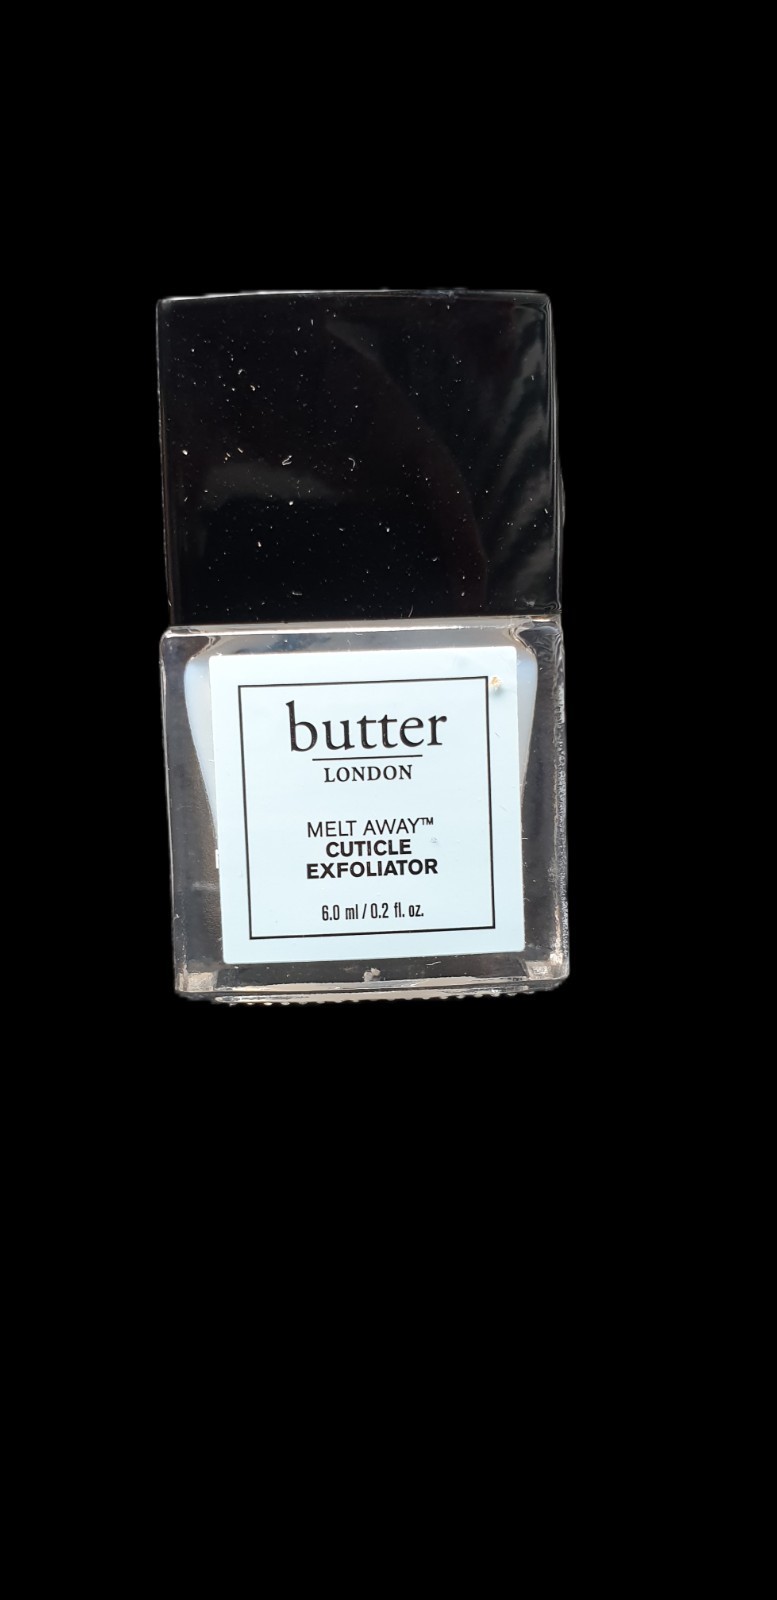 butter
LONDON
MELT AWAY™
CUTICLE
EXFOLIATOR
6.0 ml / 0.2 fl. oz.